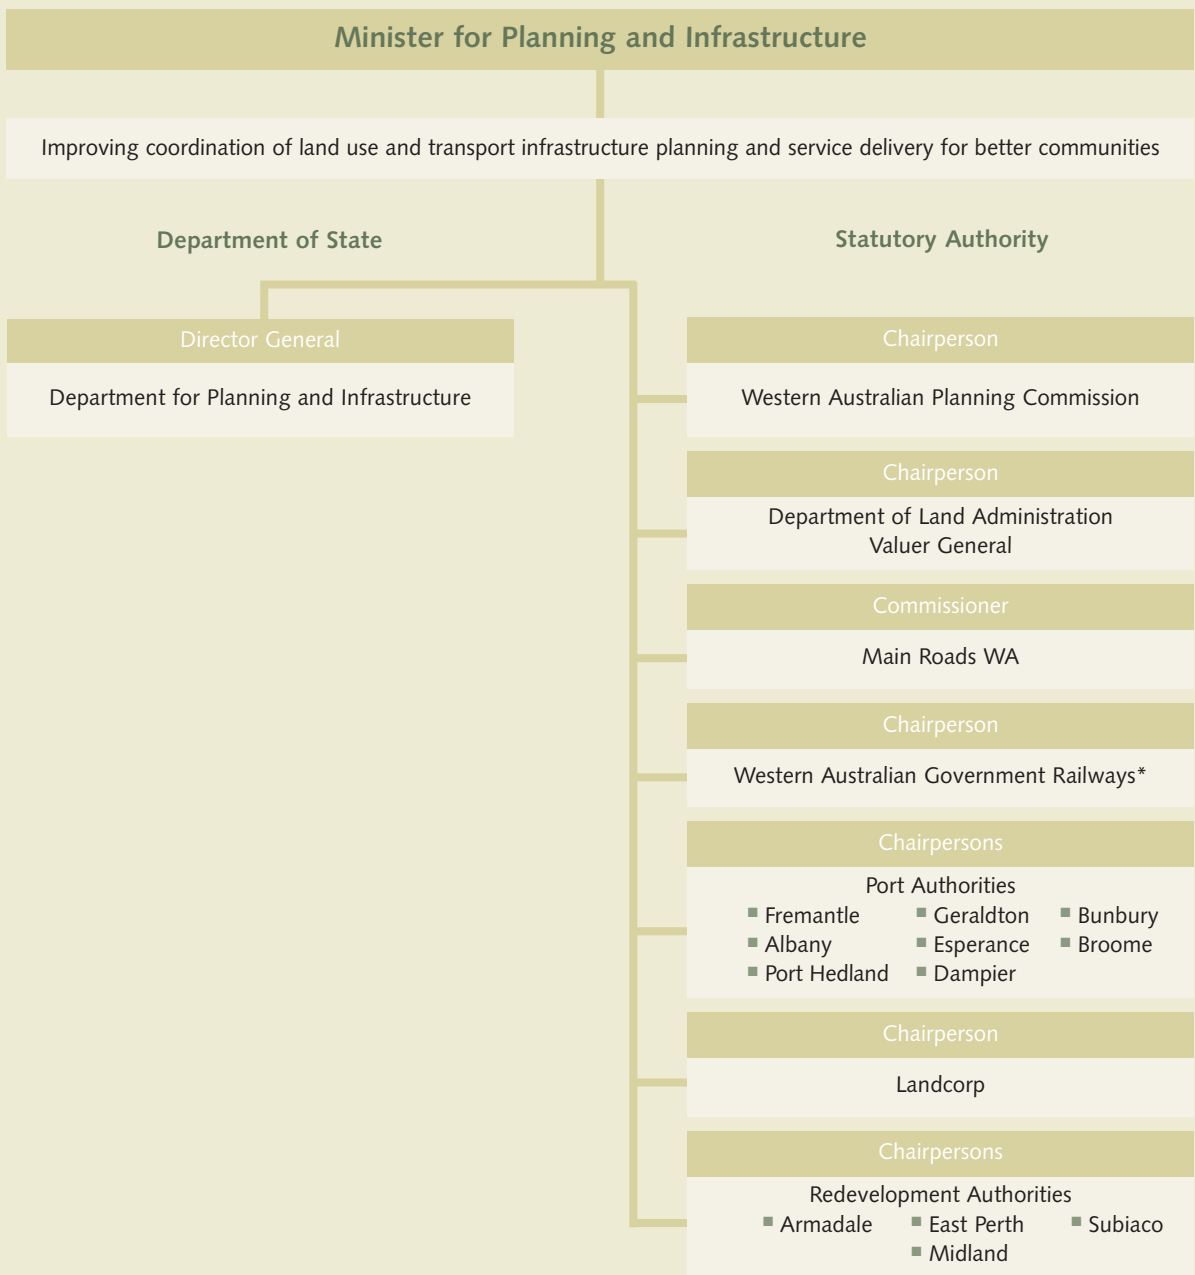 Minister for Planning and Infrastructure
Improving coordination of land use and transport infrastructure planning and service delivery for better communities
Department of State
Director General
Department for Planning and Infrastructure
Statutory Authority
Chairperson
Western Australian Planning Commission
Chairperson
Department of Land Administration
Valuer General
Commissioner
Main Roads WA
Chairperson
Western Australian Government Railways*
Chairpersons
Port Authorities
▪ Fremantle ▪ Geraldton ▪ Bunbury
▪ Albany ▪ Esperance ▪ Broome
▪ Port Hedland ▪ Dampier
Chairperson
Landcorp
Chairpersons
Redevelopment Authorities
▪ Armadale ▪ East Perth ▪ Subiaco
▪ Midland